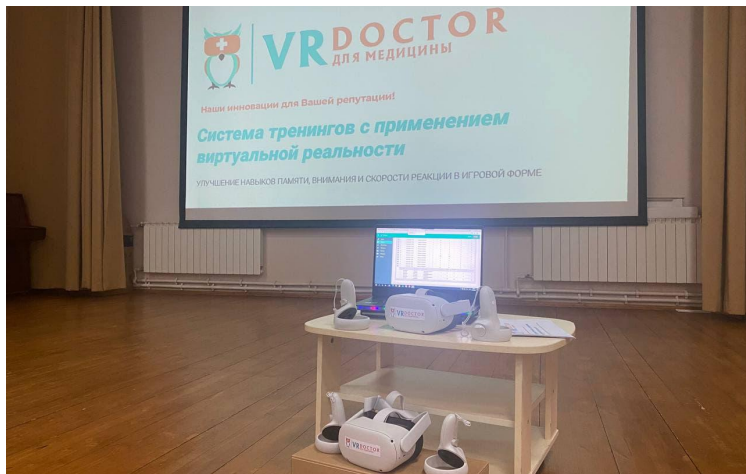 VR DOCTOR
ДЛЯ МЕДИЦИНЫ
Наши инновации для Вашей репутации!
Система тренингов с применением
виртуальной реальности
УЛУЧШЕНИЕ НАВЫКОВ ПАМЯТИ, ВНИМАНИЯ И СКОРОСТИ РЕАКЦИИ В ИГРОВОЙ ФОРМЕ
VRDOCTOR
VRDOCTOR